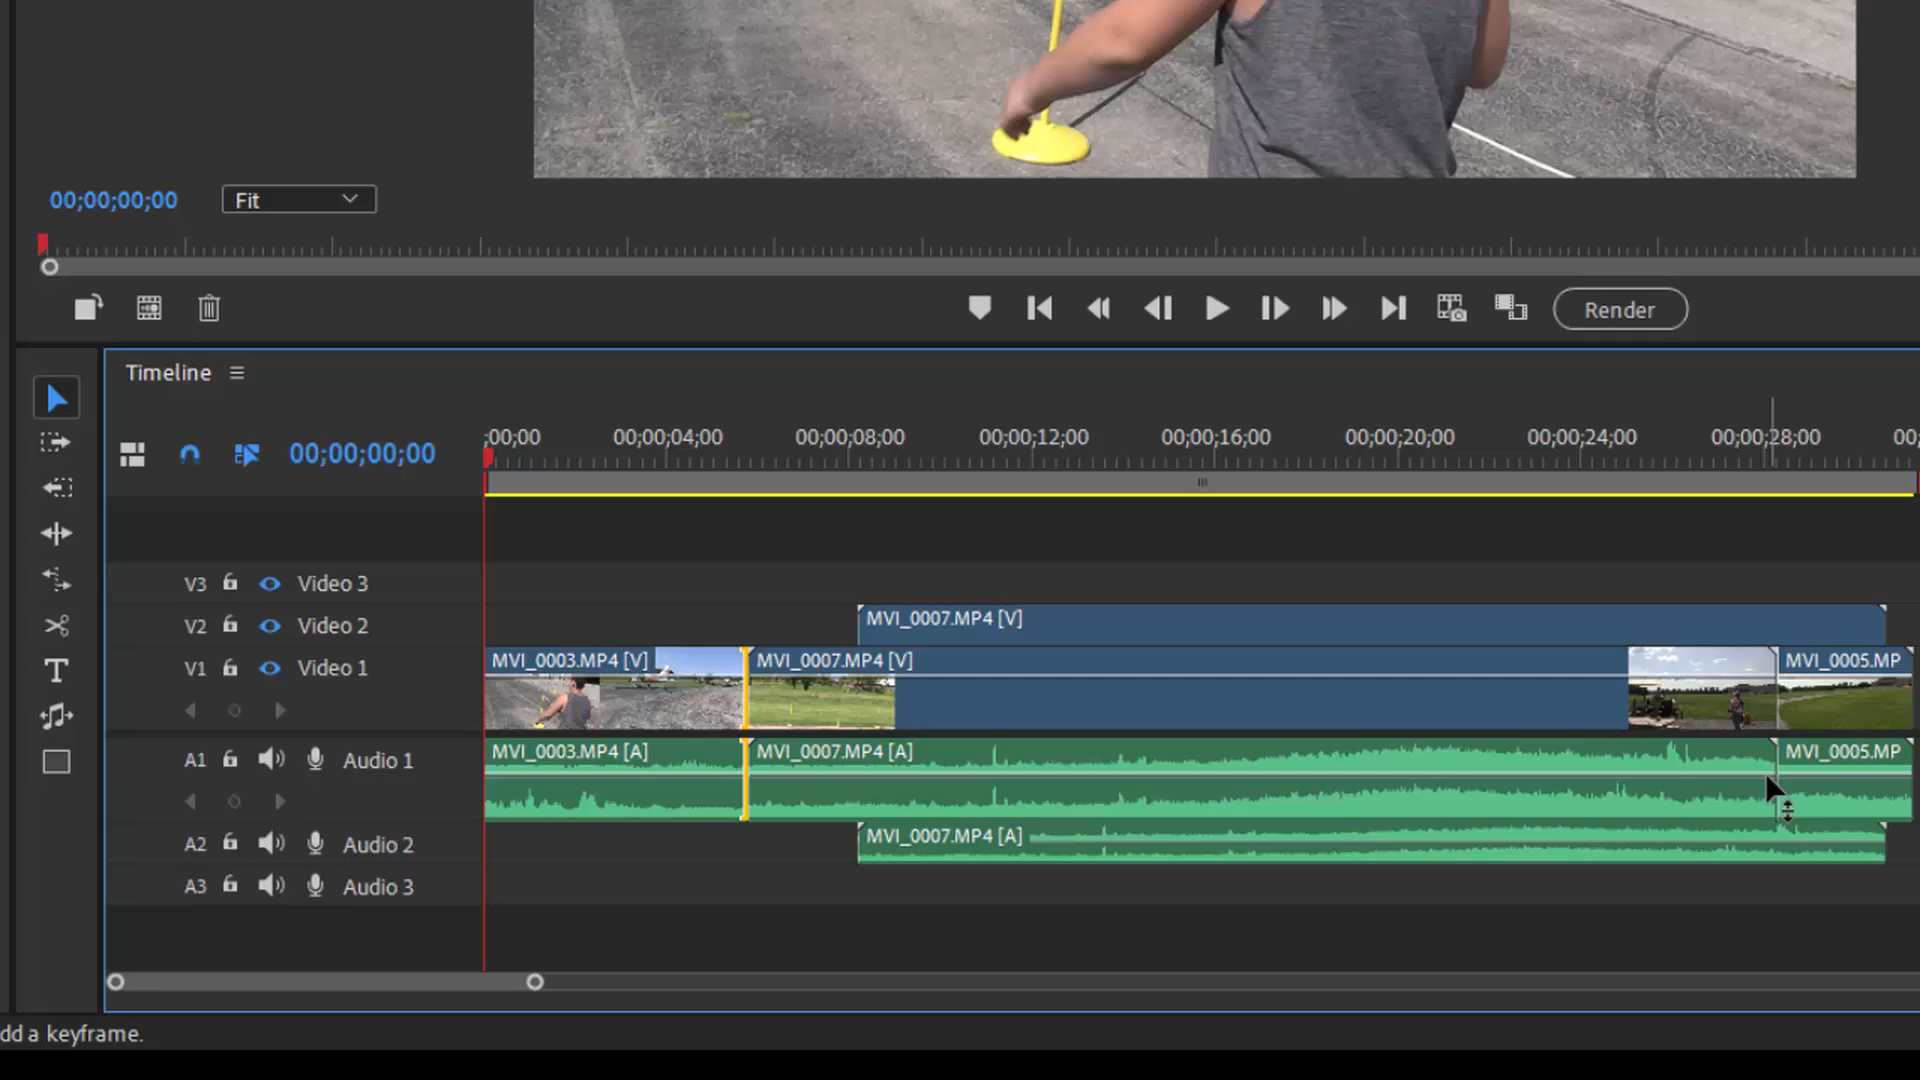 00;00;00;00
Fit
Render
Timeline
00;00;00;00
;00;00
00;00;04;00
00;00;08;00
00;00;12;00
00;00;16;00
00;00;20;00
00;00;24;00
00;00;28;00
00;
V3 Video 3
MVI_0007.MP4 [V]
V2 Video 2
V1 Video 1
MVI_0003.MP4 [V]
MVI_0007.MP4 [V]
MVI_0005.MP
A1 Audio 1
MVI_0003.MP4 [A]
MVI_0007.MP4 [A]
MVI_0005.MP
A2 Audio 2
MVI_0007.MP4 [A]
A3 Audio 3
dd a keyframe.